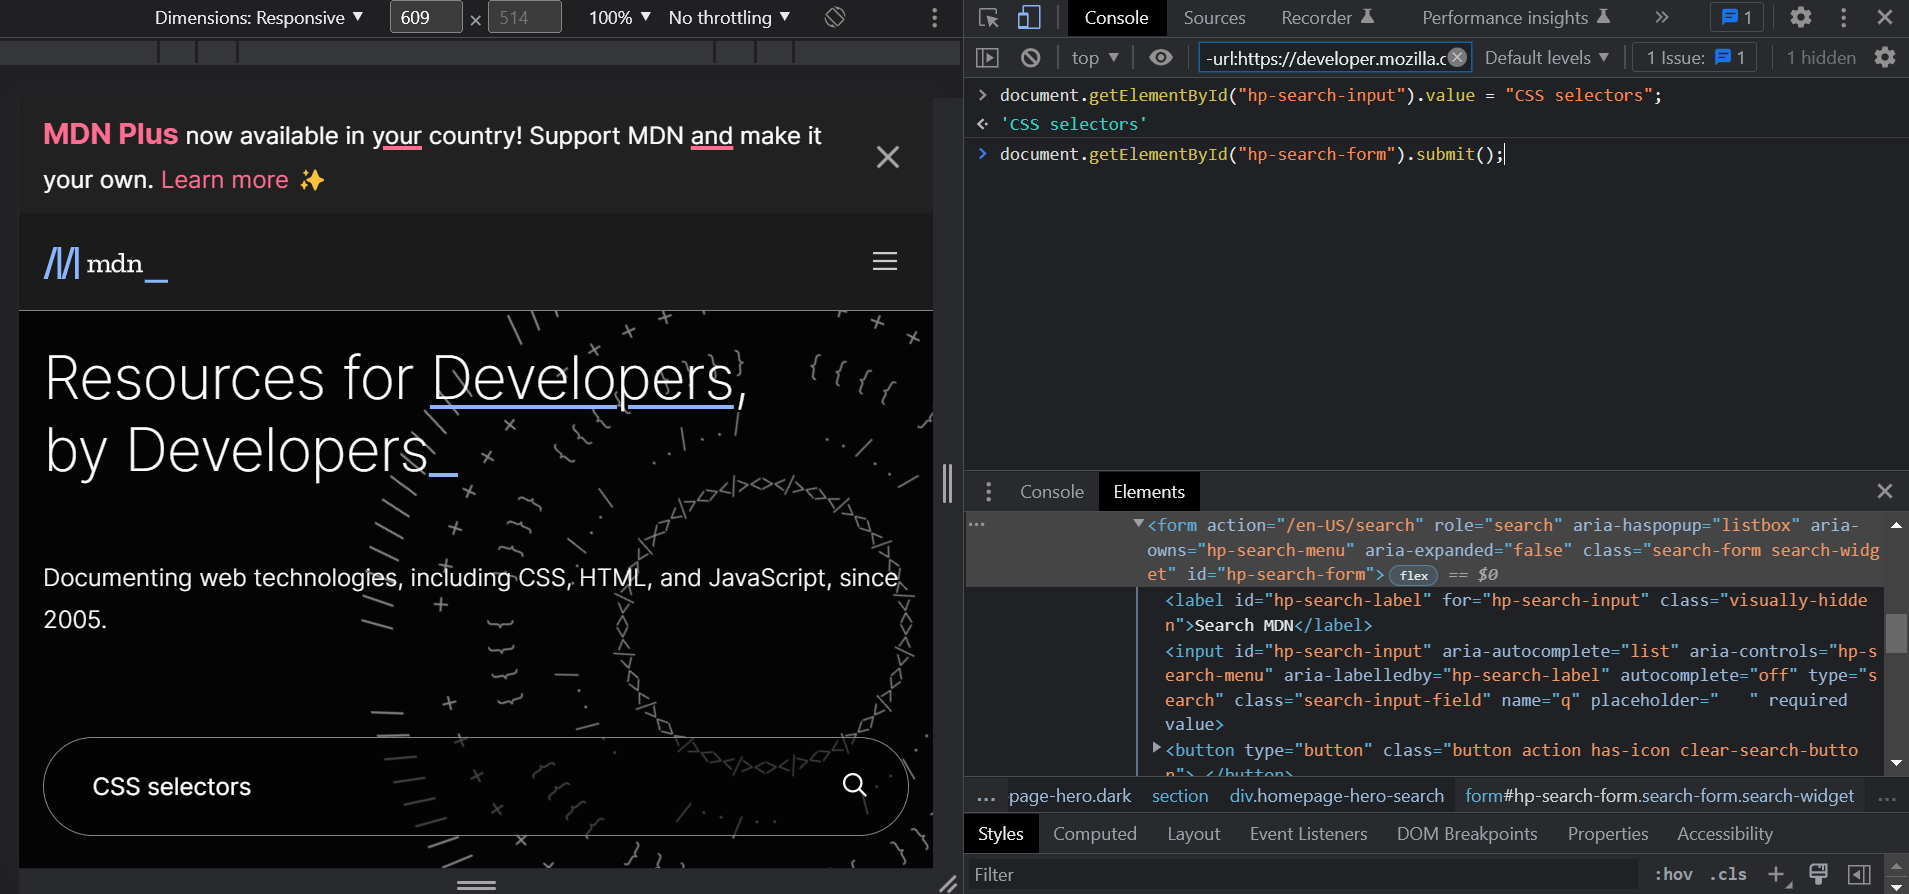 Dimensions: Responsive ▼ 609 × 514 100% ▼ No throttling ▼
MDN Plus now available in your country! Support MDN and make it
your own. Learn more ✨
mdn_
Resources for Developers,
by Developers_
Documenting web technologies, including CSS, HTML, and JavaScript, since
2005.
CSS selectors
Console Sources Recorder Performance insights » 1
top ▼ -url:https://developer.mozilla.c Default levels ▼ 1 Issue: 1 1 hidden
> document.getElementById("hp-search-input").value = "CSS selectors";
'CSS selectors'
> document.getElementById("hp-search-form").submit();
Console Elements
… ▼<form action="/en-US/search" role="search" aria-haspopup="listbox" aria-
owns="hp-search-menu" aria-expanded="false" class="search-form search-widg
et" id="hp-search-form"> flex == $0
<label id="hp-search-label" for="hp-search-input" class="visually-hidde
n">Search MDN</label>
<input id="hp-search-input" aria-autocomplete="list" aria-controls="hp-s
earch-menu" aria-labelledby="hp-search-label" autocomplete="off" type="s
earch" class="search-input-field" name="q" placeholder="   " required
value>
▶<button type="button" class="button action has-icon clear-search-butto
n">…</button>
… page-hero.dark section div.homepage-hero-search form#hp-search-form.search-form.search-widget …
Styles Computed Layout Event Listeners DOM Breakpoints Properties Accessibility
Filter :hov .cls +